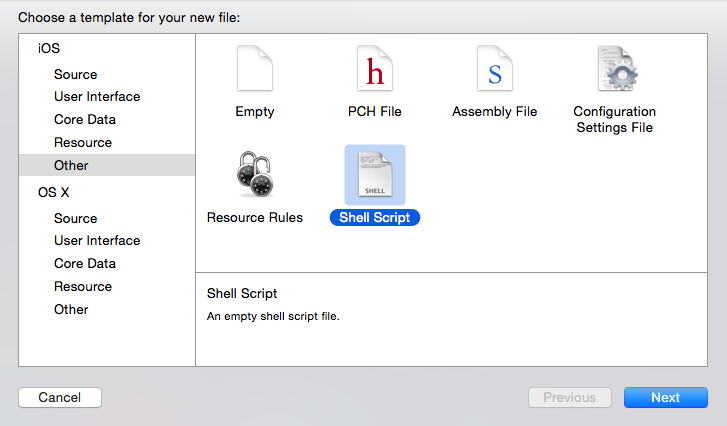 Choose a template for your new file:
iOS
Source
User Interface
Core Data
Resource
Other
OS X
Source
User Interface
Core Data
Resource
Other
h
s
Empty
PCH File
Assembly File
Configuration
Settings File
SHELL
Resource Rules
Shell Script
Shell Script
An empty shell script file.
Cancel
Previous
Next